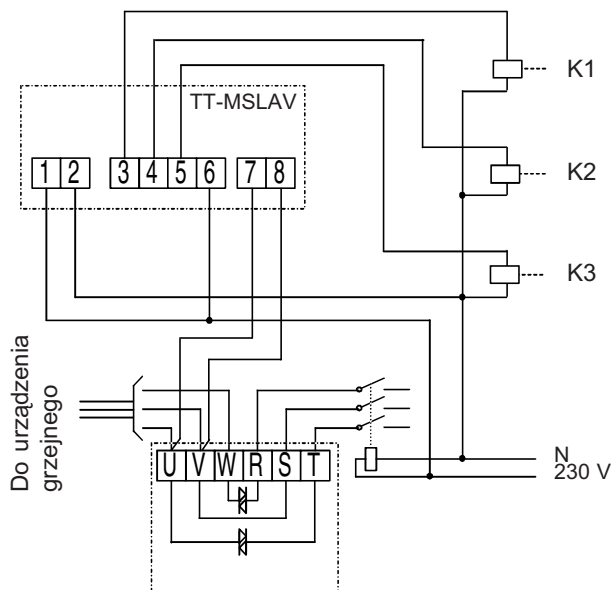 K1
TT-MSLAV
1 2 3 4 5 6 7 8
K2
K3
Do urządzenia
grzejnego
U V W R S T
N
230 V